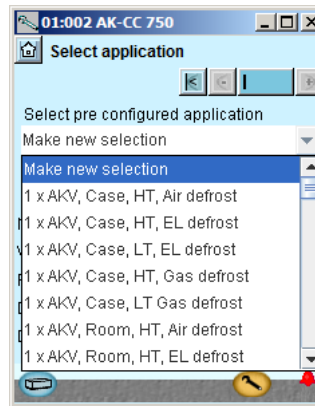 01:002 AK-CC 750
Select application
Select pre configured application
Make new selection
Make new selection
1 x AKV, Case, HT, Air defrost
1 x AKV, Case, HT, EL defrost
1 x AKV, Case, LT, EL defrost
1 x AKV, Case, HT, Gas defrost
1 x AKV, Case, LT Gas defrost
1 x AKV, Room, HT, Air defrost
1 x AKV, Room, HT, EL defrost